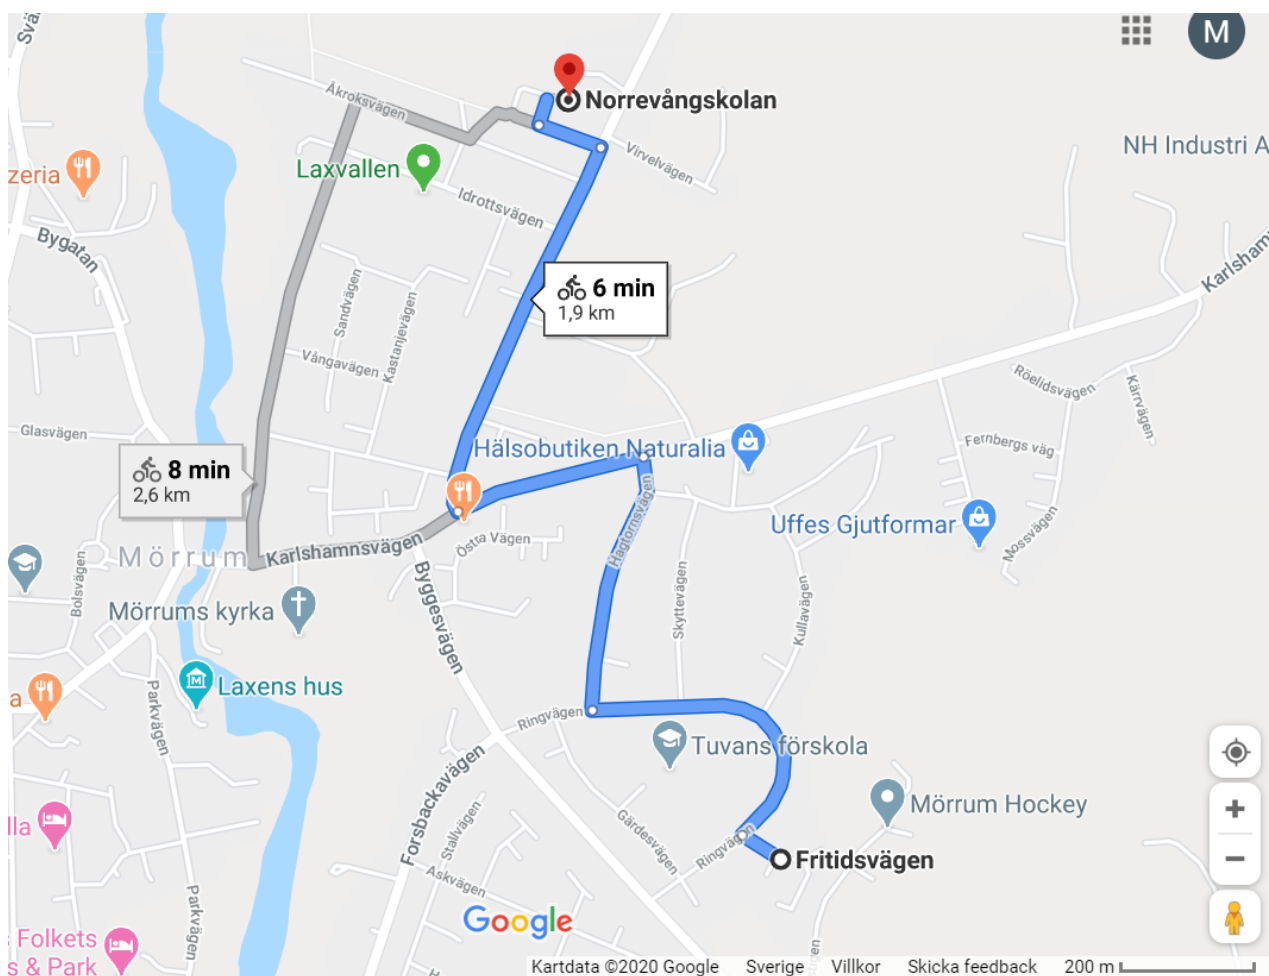 M
Norrevångskolan
Åkroksvägen
Virvelvägen
NH Industri A
Laxvallen
zeria
Idrottsvägen
Bygatan
Karlsham
6 min
1,9 km
Sandvägen
Kastanjevägen
Vångavägen
Röelidsvägen
Kärrvägen
Glasvägen
Fernbergs väg
Hälsobutiken Naturalia
8 min
2,6 km
Hagtornsvägen
Uffes Gjutformar
Mossvägen
Mörrum
Karlshamnsvägen
Östra Vägen
Bolsvägen
Mörrums kyrka
Byggesvägen
Skyttevägen
Kullavägen
Laxens hus
a
Parkvägen
Ringvägen
Tuvans förskola
Forsbackavägen
Mörrum Hockey
lla
Stallvägen
Gärdesvägen
Ringvägen
Fritidsvägen
Askvägen
Parkvägen
Google
Folkets
s & Park
Kartdata ©2020 Google Sverige Villkor Skicka feedback 200 m